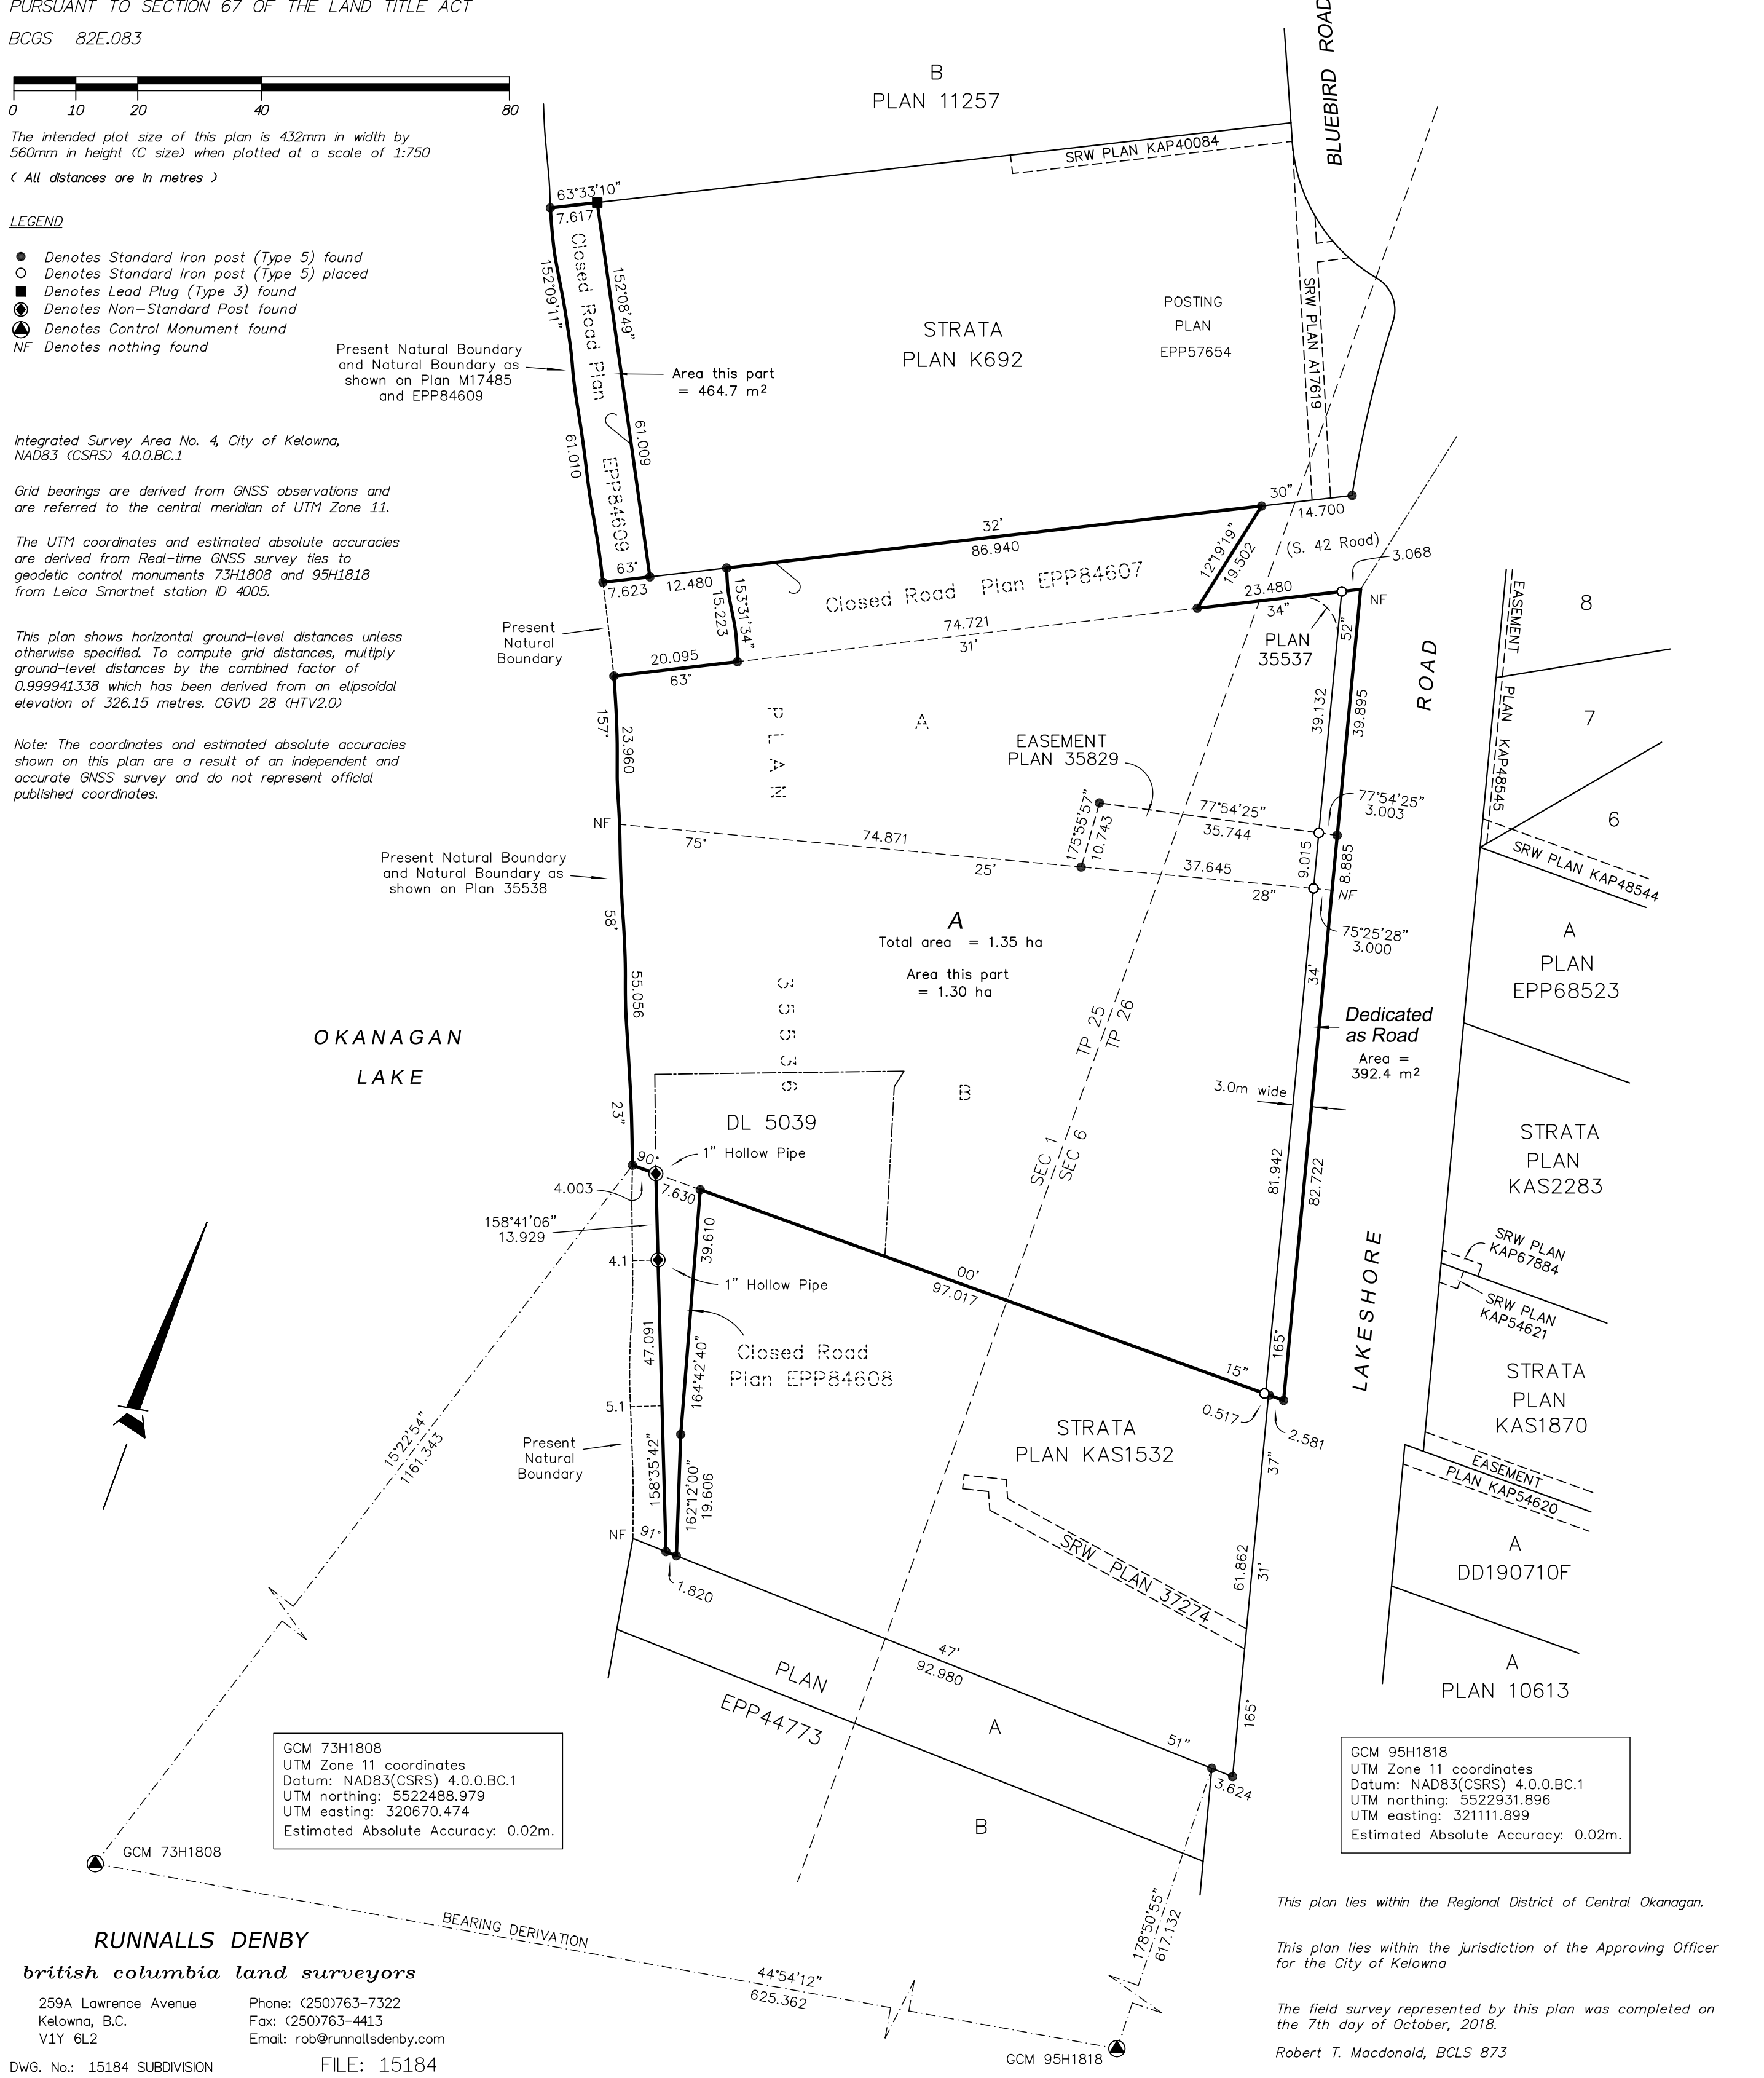 PURSUANT TO SECTION 67 OF THE LAND TITLE ACT
BCGS 82E.083
0 10 20 40 80
The intended plot size of this plan is 432mm in width by
560mm in height (C size) when plotted at a scale of 1:750
( All distances are in metres )
LEGEND
Denotes Standard Iron post (Type 5) found
Denotes Standard Iron post (Type 5) placed
Denotes Lead Plug (Type 3) found
Denotes Non-Standard Post found
Denotes Control Monument found
NF Denotes nothing found
Integrated Survey Area No. 4, City of Kelowna,
NAD83 (CSRS) 4.0.0.BC.1
Grid bearings are derived from GNSS observations and
are referred to the central meridian of UTM Zone 11.
The UTM coordinates and estimated absolute accuracies
are derived from Real-time GNSS survey ties to
geodetic control monuments 73H1808 and 95H1818
from Leica Smartnet station ID 4005.
This plan shows horizontal ground-level distances unless
otherwise specified. To compute grid distances, multiply
ground-level distances by the combined factor of
0.999941338 which has been derived from an elipsoidal
elevation of 326.15 metres. CGVD 28 (HTV2.0)
Note: The coordinates and estimated absolute accuracies
shown on this plan are a result of an independent and
accurate GNSS survey and do not represent official
published coordinates.
B
PLAN 11257
BLUEBIRD ROAD
SRW PLAN KAP40084
63°33'10"
7.617
Closed Road Plan EPP84609
152°09'11"
61.010
152°08'49"
61.009
Present Natural Boundary
and Natural Boundary as
shown on Plan M17485
and EPP84609
Area this part
= 464.7 m²
STRATA
PLAN K692
POSTING
PLAN
EPP57654
SRW PLAN A17619
63°
7.623
12.480
32'
86.940
30"
14.700
12°19'19"
19.502
(S. 42 Road)
3.068
NF
23.480
34"
52"
PLAN
35537
Closed Road Plan EPP84607
15.223
153°31'34"
74.721
31'
20.095
63°
Present
Natural
Boundary
157°
23.960
PLAN
35538
A
EASEMENT
PLAN 35829
39.132
39.895
ROAD
EASEMENT PLAN KAP48545
8
7
6
SRW PLAN KAP48544
77°54'25"
35.744
77°54'25"
3.003
175°55'57"
10.743
9.015
8.885
NF
75°
74.871
25'
37.645
28"
NF
75°25'28"
3.000
Present Natural Boundary
and Natural Boundary as
shown on Plan 35538
58'
55.056
23"
A
Total area = 1.35 ha
Area this part
= 1.30 ha
34'
A
PLAN
EPP68523
Dedicated
as Road
Area =
392.4 m²
TP 25
TP 26
3.0m wide
OKANAGAN
LAKE
B
DL 5039
SEC 1
SEC 6
81.942
82.722
STRATA
PLAN
KAS2283
90°
1" Hollow Pipe
4.003
7.630
158°41'06"
13.929
4.1
39.610
1" Hollow Pipe
00'
97.017
SRW PLAN
KAP67884
SRW PLAN
KAP54621
LAKESHORE
47.091
Closed Road
Plan EPP84608
164°42'40"
15"
165°
0.517
2.581
STRATA
PLAN
KAS1870
5.1
Present
Natural
Boundary
158°35'42"
162°12'00"
19.606
STRATA
PLAN KAS1532
37"
EASEMENT
PLAN KAP54620
NF
91°
1.820
SRW PLAN 37274
61.862
31'
A
DD190710F
15°22'54"
1161.343
47'
92.980
PLAN
EPP44773
A
51"
165°
3.624
A
PLAN 10613
B
GCM 73H1808
UTM Zone 11 coordinates
Datum: NAD83(CSRS) 4.0.0.BC.1
UTM northing: 5522488.979
UTM easting: 320670.474
Estimated Absolute Accuracy: 0.02m.
GCM 95H1818
UTM Zone 11 coordinates
Datum: NAD83(CSRS) 4.0.0.BC.1
UTM northing: 5522931.896
UTM easting: 321111.899
Estimated Absolute Accuracy: 0.02m.
GCM 73H1808
BEARING DERIVATION
44°54'12"
625.362
178°50'55"
617.132
GCM 95H1818
RUNNALLS DENBY
british columbia land surveyors
259A Lawrence Avenue
Kelowna, B.C.
V1Y 6L2
Phone: (250)763-7322
Fax: (250)763-4413
Email: rob@runnallsdenby.com
DWG. No.: 15184 SUBDIVISION
FILE: 15184
This plan lies within the Regional District of Central Okanagan.
This plan lies within the jurisdiction of the Approving Officer
for the City of Kelowna
The field survey represented by this plan was completed on
the 7th day of October, 2018.
Robert T. Macdonald, BCLS 873